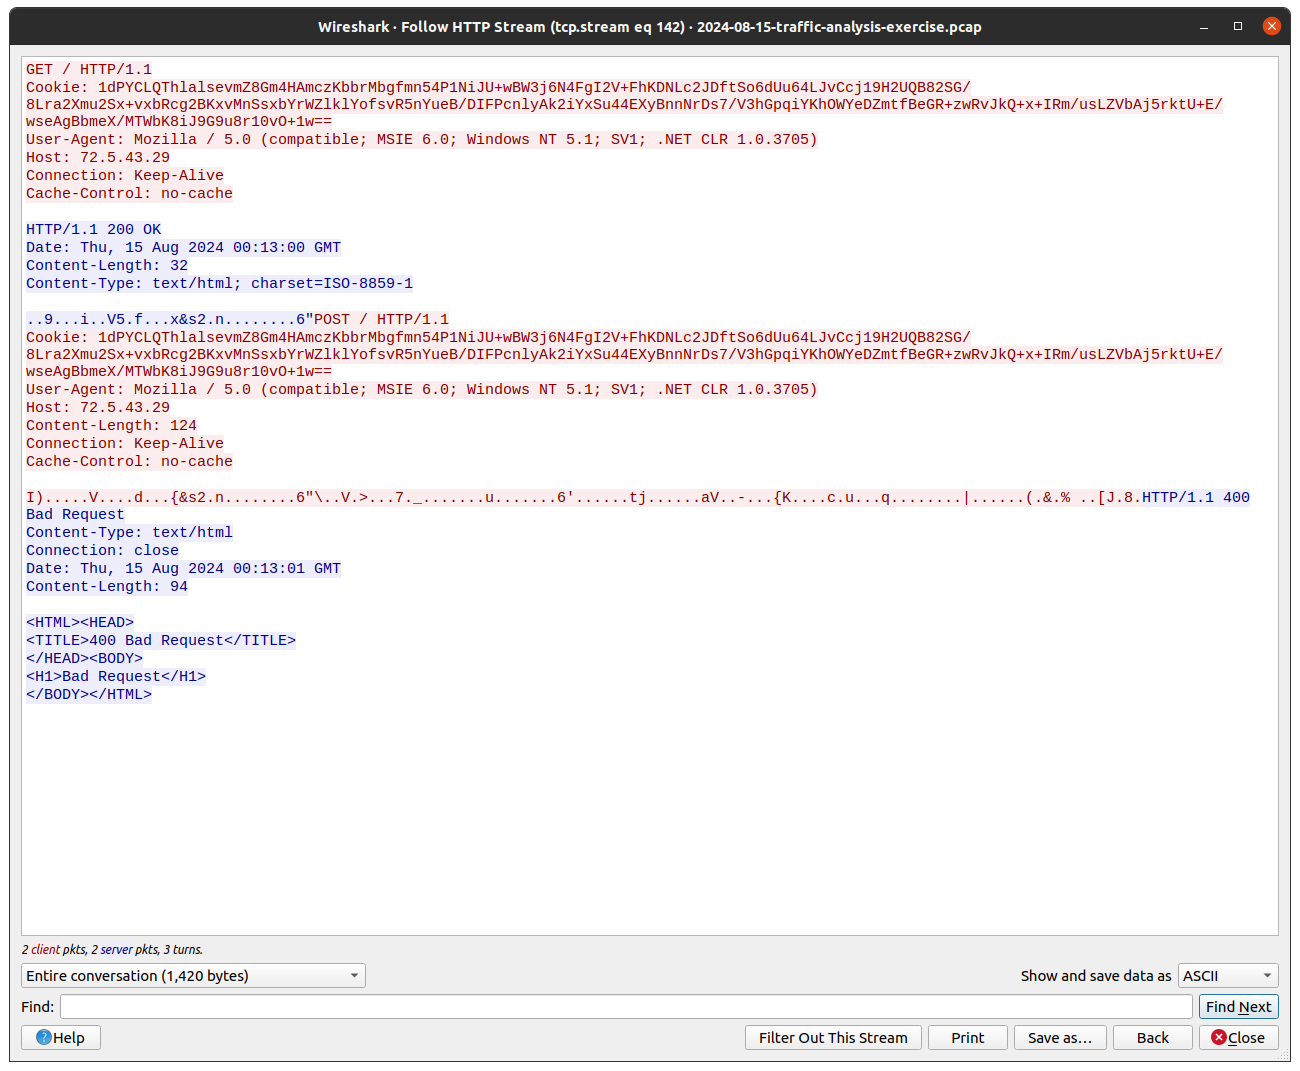 Wireshark · Follow HTTP Stream (tcp.stream eq 142) · 2024-08-15-traffic-analysis-exercise.pcap
GET / HTTP/1.1
Cookie: 1dPYCLQThlalsevmZ8Gm4HAmczKbbrMbgfmn54P1NiJU+wBW3j6N4FgI2V+FhKDNLc2JDftSo6dUu64LJvCcj19H2UQB82SG/
8Lra2Xmu2Sx+vxbRcg2BKxvMnSsxbYrWZlklYofsvR5nYueB/DIFPcnlyAk2iYxSu44EXyBnnNrDs7/V3hGpqiYKhOWYeDZmtfBeGR+zwRvJkQ+x+IRm/usLZVbAj5rktU+E/
wseAgBbmeX/MTWbK8iJ9G9u8r10vO+1w==
User-Agent: Mozilla / 5.0 (compatible; MSIE 6.0; Windows NT 5.1; SV1; .NET CLR 1.0.3705)
Host: 72.5.43.29
Connection: Keep-Alive
Cache-Control: no-cache
HTTP/1.1 200 OK
Date: Thu, 15 Aug 2024 00:13:00 GMT
Content-Length: 32
Content-Type: text/html; charset=ISO-8859-1
..9...i..V5.f...x&s2.n........6"POST / HTTP/1.1
Cookie: 1dPYCLQThlalsevmZ8Gm4HAmczKbbrMbgfmn54P1NiJU+wBW3j6N4FgI2V+FhKDNLc2JDftSo6dUu64LJvCcj19H2UQB82SG/
8Lra2Xmu2Sx+vxbRcg2BKxvMnSsxbYrWZlklYofsvR5nYueB/DIFPcnlyAk2iYxSu44EXyBnnNrDs7/V3hGpqiYKhOWYeDZmtfBeGR+zwRvJkQ+x+IRm/usLZVbAj5rktU+E/
wseAgBbmeX/MTWbK8iJ9G9u8r10vO+1w==
User-Agent: Mozilla / 5.0 (compatible; MSIE 6.0; Windows NT 5.1; SV1; .NET CLR 1.0.3705)
Host: 72.5.43.29
Content-Length: 124
Connection: Keep-Alive
Cache-Control: no-cache
I).....V....d...{&s2.n........6"\..V.>...7._.......u.......6'......tj......aV..-...{K....c.u...q........|......(.&.% ..[J.8.HTTP/1.1 400
Bad Request
Content-Type: text/html
Connection: close
Date: Thu, 15 Aug 2024 00:13:01 GMT
Content-Length: 94
<HTML><HEAD>
<TITLE>400 Bad Request</TITLE>
</HEAD><BODY>
<H1>Bad Request</H1>
</BODY></HTML>
2 client pkts, 2 server pkts, 3 turns.
Entire conversation (1,420 bytes) Show and save data as ASCII
Find: Find Next
Help Filter Out This Stream Print Save as… Back Close